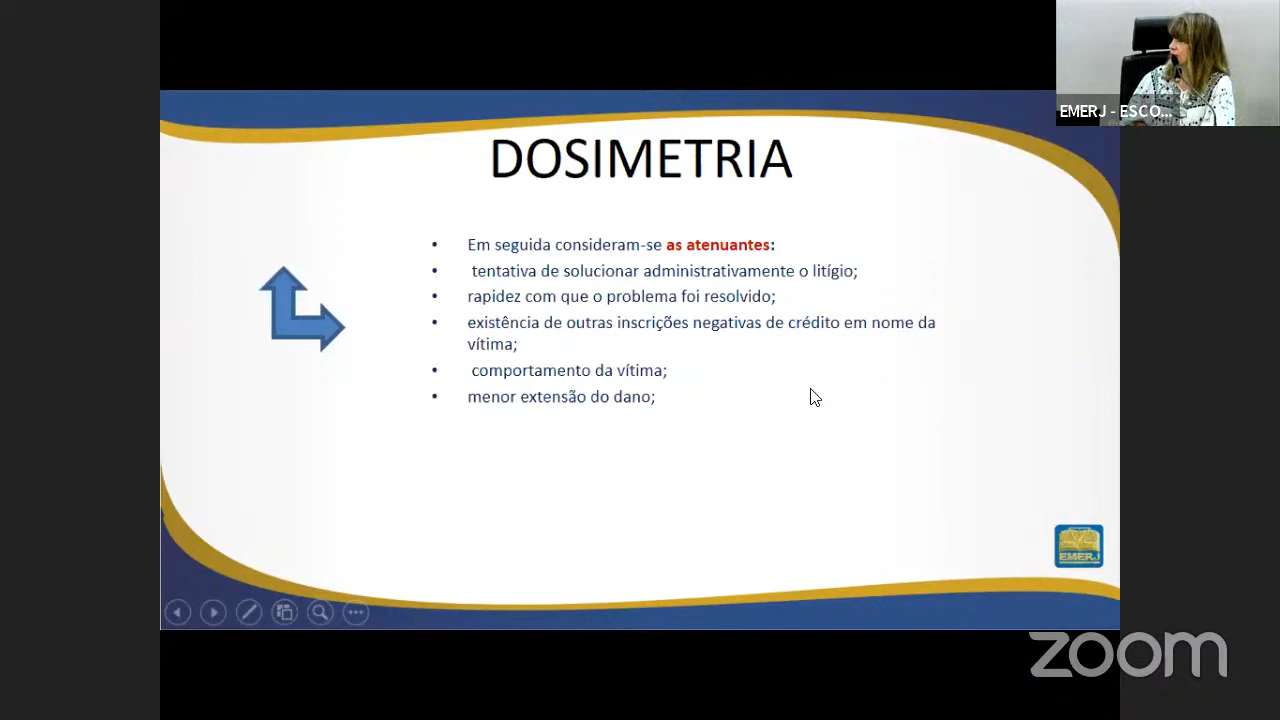 EMERJ - ESCO...
DOSIMETRIA
• Em seguida consideram-se as atenuantes:
• tentativa de solucionar administrativamente o litígio;
• rapidez com que o problema foi resolvido;
• existência de outras inscrições negativas de crédito em nome da
vítima;
• comportamento da vítima;
• menor extensão do dano;
EMERJ
zoom